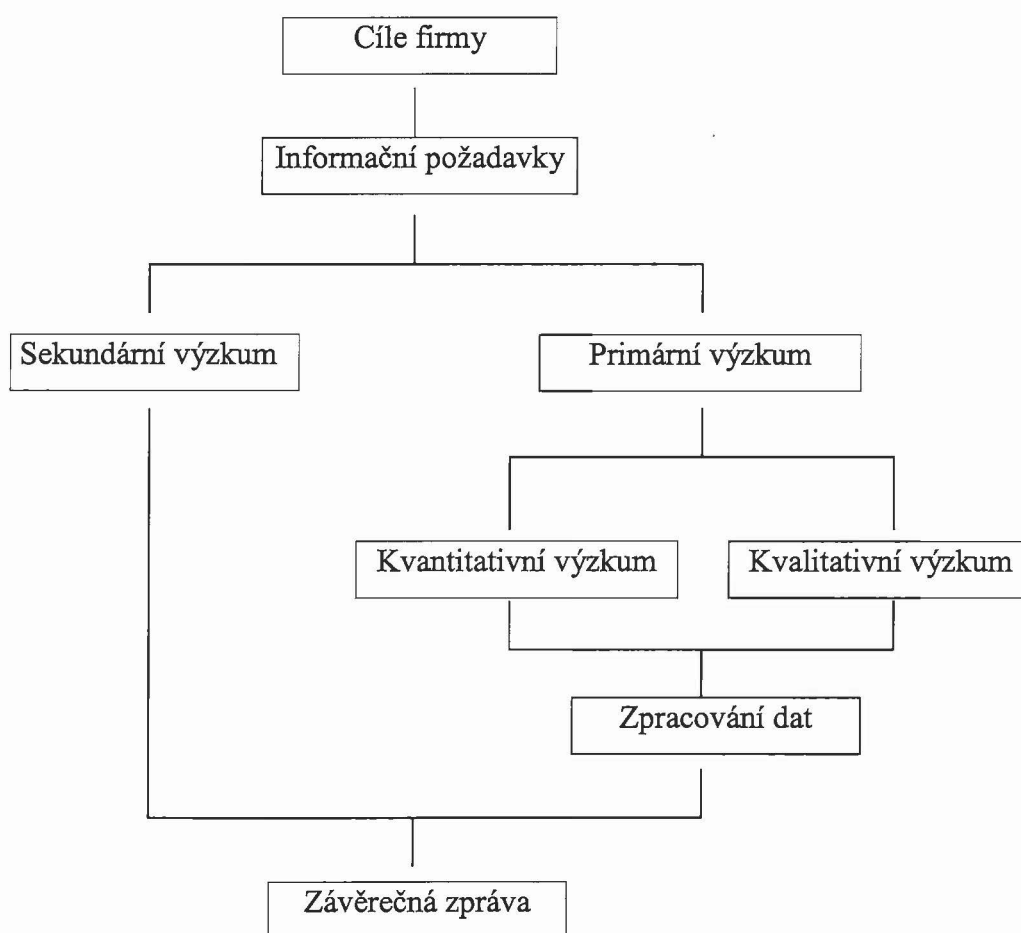 Cíle firmy
Informační požadavky
Sekundární výzkum
Primární výzkum
Kvantitativní výzkum
Kvalitativní výzkum
Zpracování dat
Závěrečná zpráva